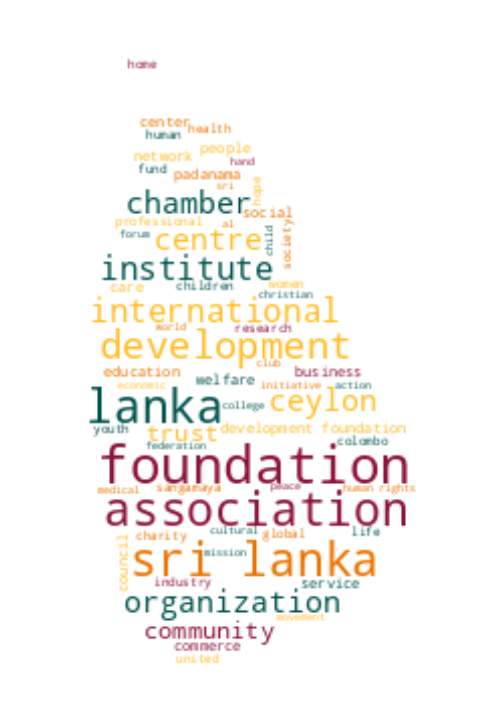 home
center
health
human
people
network
hand
fund
padanama
sri
hope
chamber
social
professional
al
society
forum
centre
child
institute
care
children
women
christian
international
world
research
development
club
education
business
welfare
economic
initiative
action
lanka
college
ceylon
youth
trust
development foundation
colombo
federation
foundation
medical
sangamaya
peace
human rights
association
charity
cultural
global
life
council
sri lanka
mission
industry
service
organization
movement
community
commerce
united